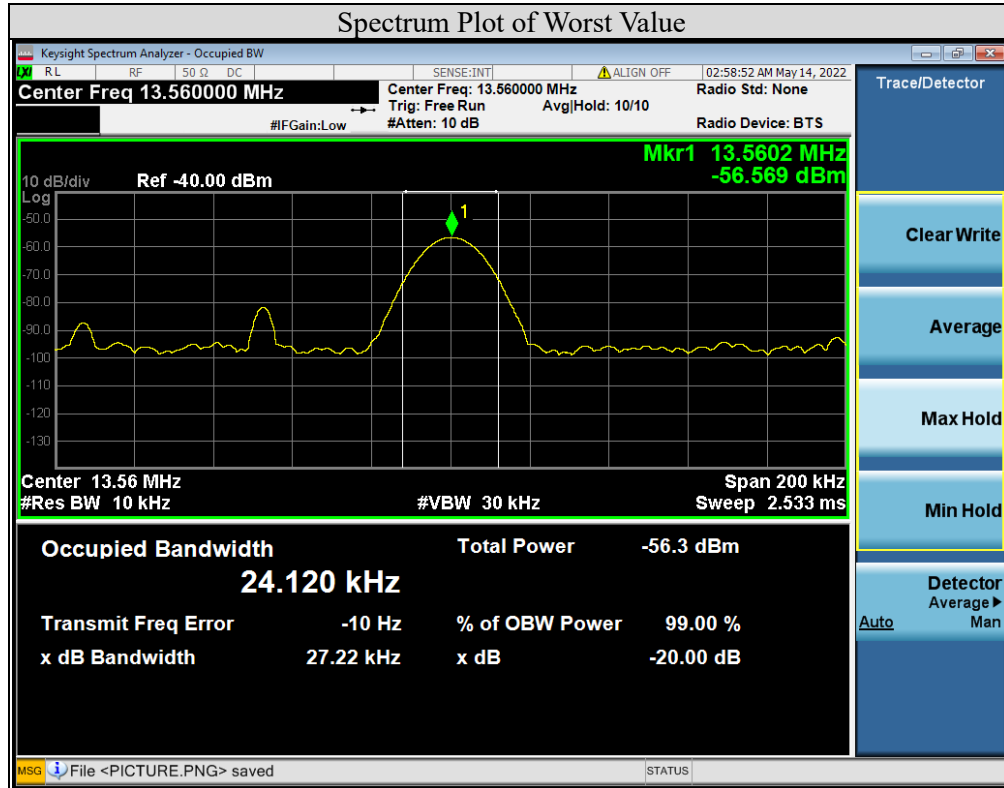 Spectrum Plot of Worst Value
Keysight Spectrum Analyzer - Occupied BW
LXI RL RF 50 Ω DC SENSE:INT ALIGN OFF 02:58:52 AM May 14, 2022
Center Freq 13.560000 MHz
Center Freq: 13.560000 MHz Radio Std: None
Trig: Free Run Avg|Hold: 10/10
#IFGain:Low #Atten: 10 dB Radio Device: BTS
Mkr1 13.5602 MHz
10 dB/div Ref -40.00 dBm -56.569 dBm
Log
1
-50.0
-60.0
-70.0
-80.0
-90.0
-100
-110
-120
-130
Center 13.56 MHz Span 200 kHz
#Res BW 10 kHz #VBW 30 kHz Sweep 2.533 ms
Occupied Bandwidth Total Power -56.3 dBm
24.120 kHz
Transmit Freq Error -10 Hz % of OBW Power 99.00 %
x dB Bandwidth 27.22 kHz x dB -20.00 dB
Trace/Detector
Clear Write
Average
Max Hold
Min Hold
Detector
Average
Auto Man
MSG File <PICTURE.PNG> saved STATUS